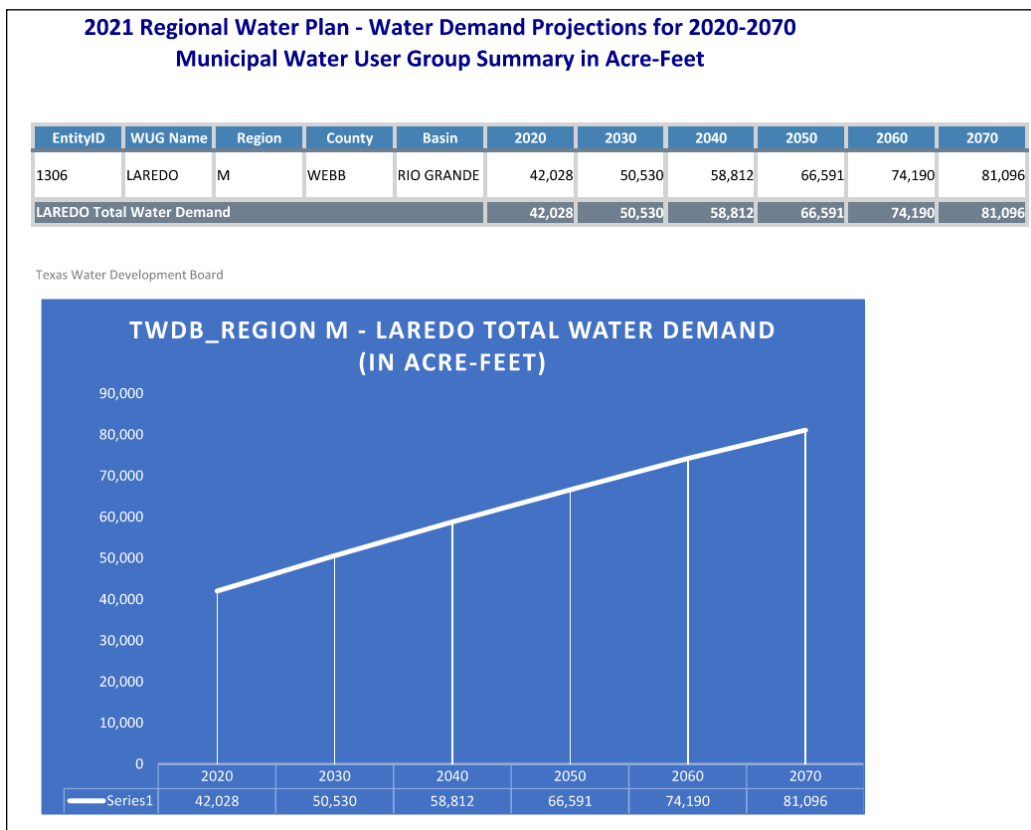 2021 Regional Water Plan - Water Demand Projections for 2020-2070
Municipal Water User Group Summary in Acre-Feet
EntityID WUG Name Region County Basin 2020 2030 2040 2050 2060 2070
1306 LAREDO M WEBB RIO GRANDE 42,028 50,530 58,812 66,591 74,190 81,096
LAREDO Total Water Demand 42,028 50,530 58,812 66,591 74,190 81,096
Texas Water Development Board
TWDB_REGION M - LAREDO TOTAL WATER DEMAND
(IN ACRE-FEET)
90,000
80,000
70,000
60,000
50,000
40,000
30,000
20,000
10,000
0
2020 2030 2040 2050 2060 2070
Series1 42,028 50,530 58,812 66,591 74,190 81,096